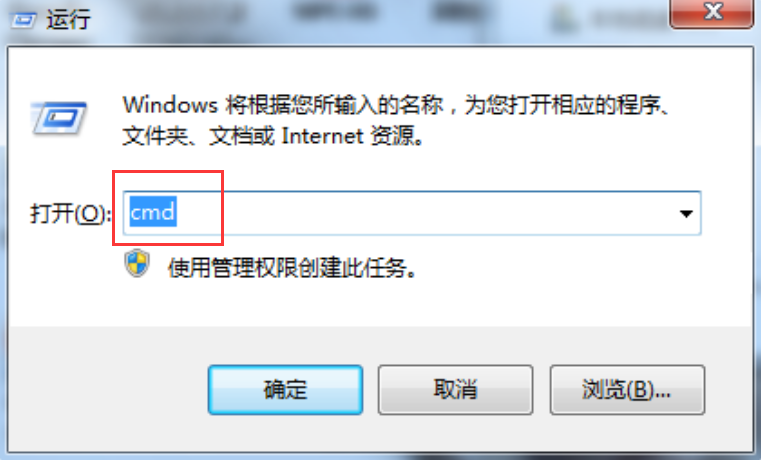 运行
Windows 将根据您所输入的名称，为您打开相应的程序、
文件夹、文档或 Internet 资源。
打开(O): cmd
使用管理权限创建此任务。
确定 取消 浏览(B)...